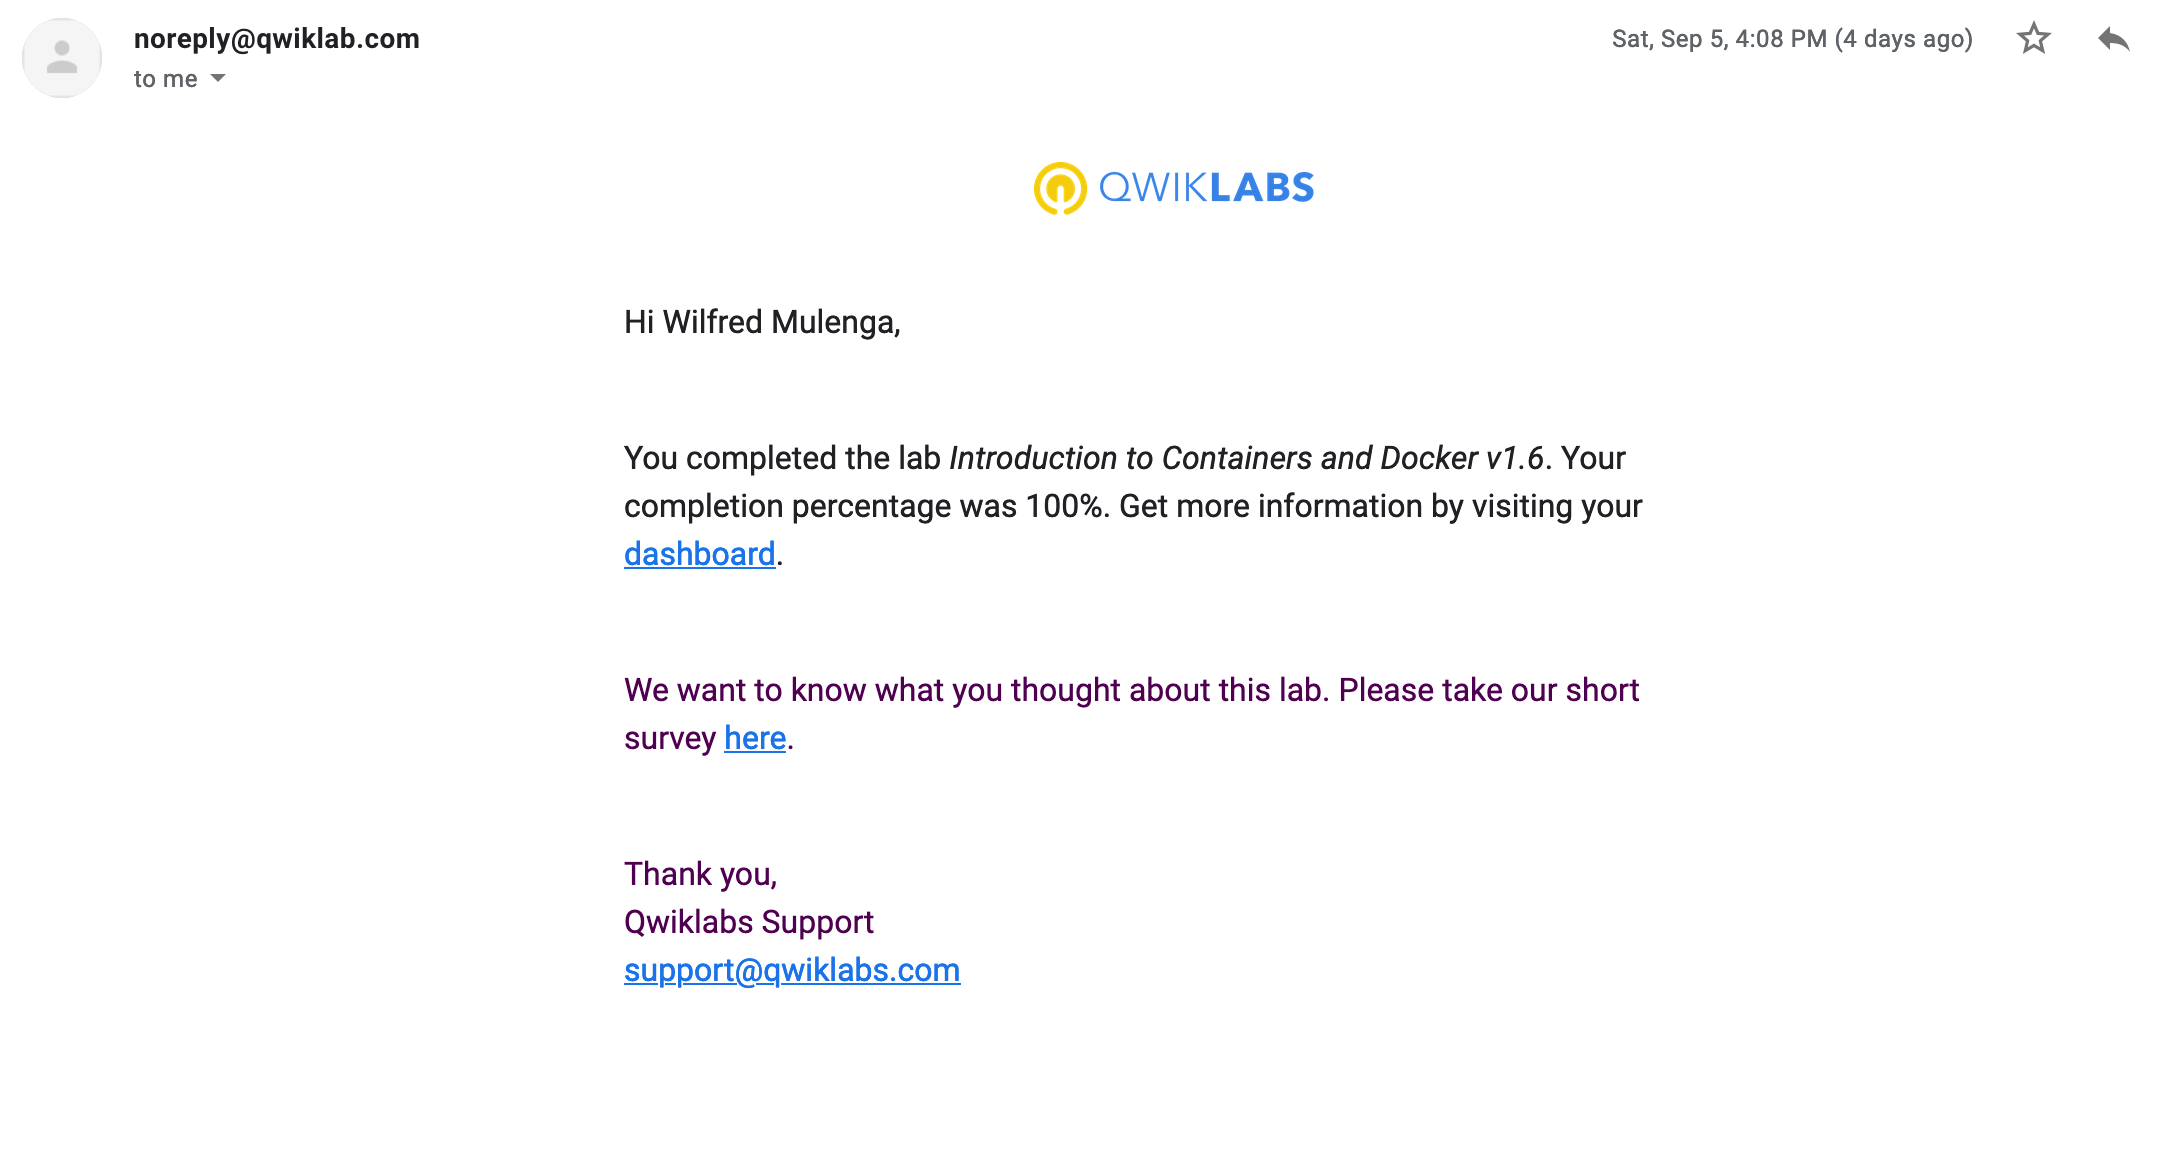 noreply@qwiklab.com
Sat, Sep 5, 4:08 PM (4 days ago)
to me
QWIKLABS
Hi Wilfred Mulenga,
You completed the lab Introduction to Containers and Docker v1.6. Your
completion percentage was 100%. Get more information by visiting your
dashboard.
We want to know what you thought about this lab. Please take our short
survey here.
Thank you,
Qwiklabs Support
support@qwiklabs.com